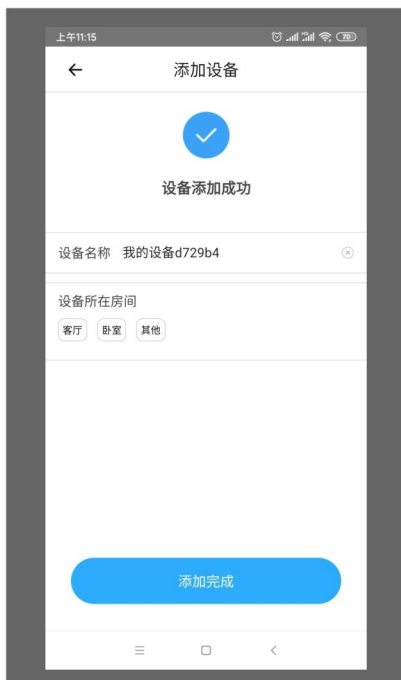 上午11:15
70
添加设备
设备添加成功
设备名称 我的设备d729b4
设备所在房间
客厅 卧室 其他
添加完成